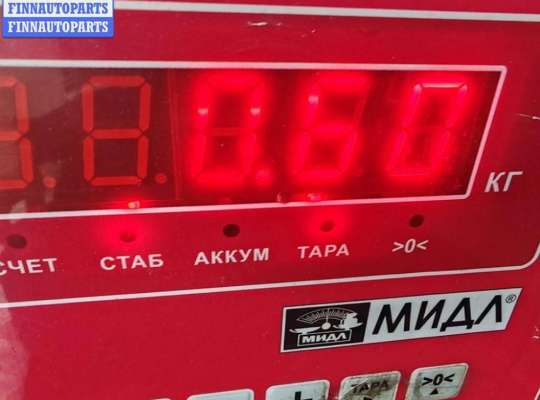 FINNAUTOPARTS
FINNAUTOPARTS
0.60
КГ
СЧЕТ СТАБ АККУМ ТАРА >0<
МИДЛ МИДЛ®
ТАРА >0<